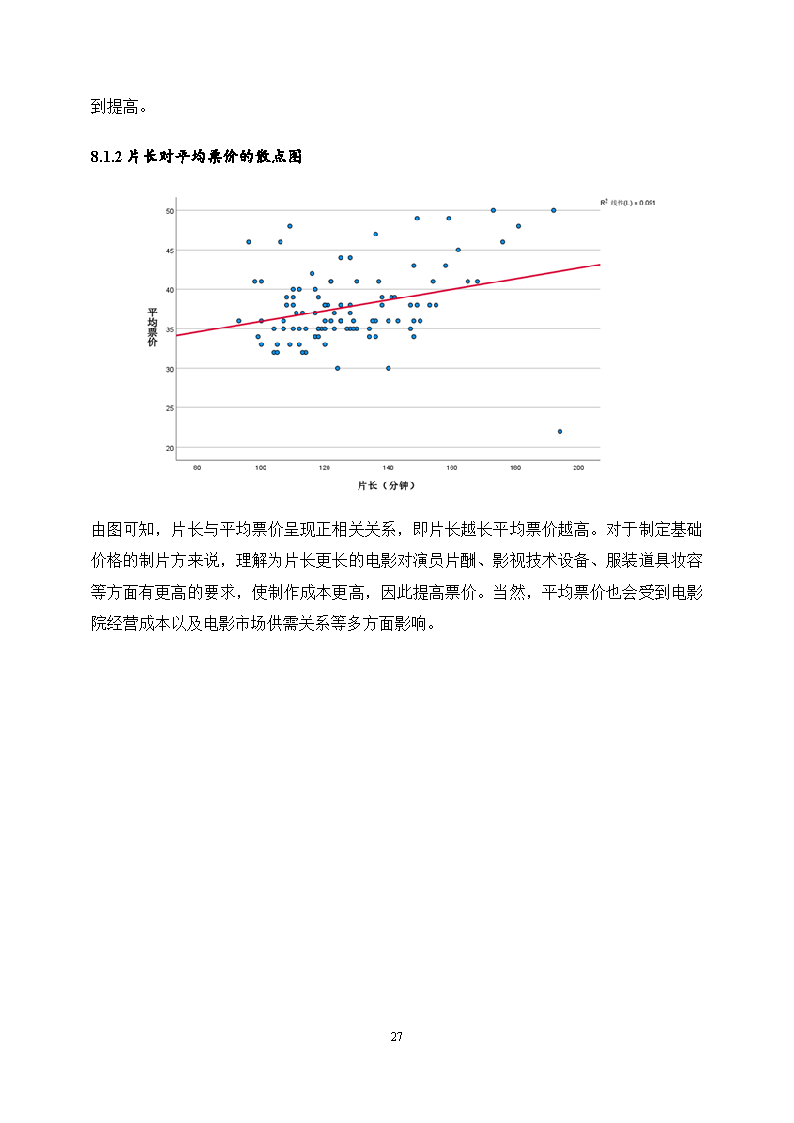 到提高。
8.1.2 片长对平均票价的散点图
R² 线性(L) = 0.091
50
45
40
35
30
25
20
平均票价
80 100 120 140 160 180 200
片长（分钟）
由图可知，片长与平均票价呈现正相关关系，即片长越长平均票价越高。对于制定基础
价格的制片方来说，理解为片长更长的电影对演员片酬、影视技术设备、服装道具妆容
等方面有更高的要求，使制作成本更高，因此提高票价。当然，平均票价也会受到电影
院经营成本以及电影市场供需关系等多方面影响。
27